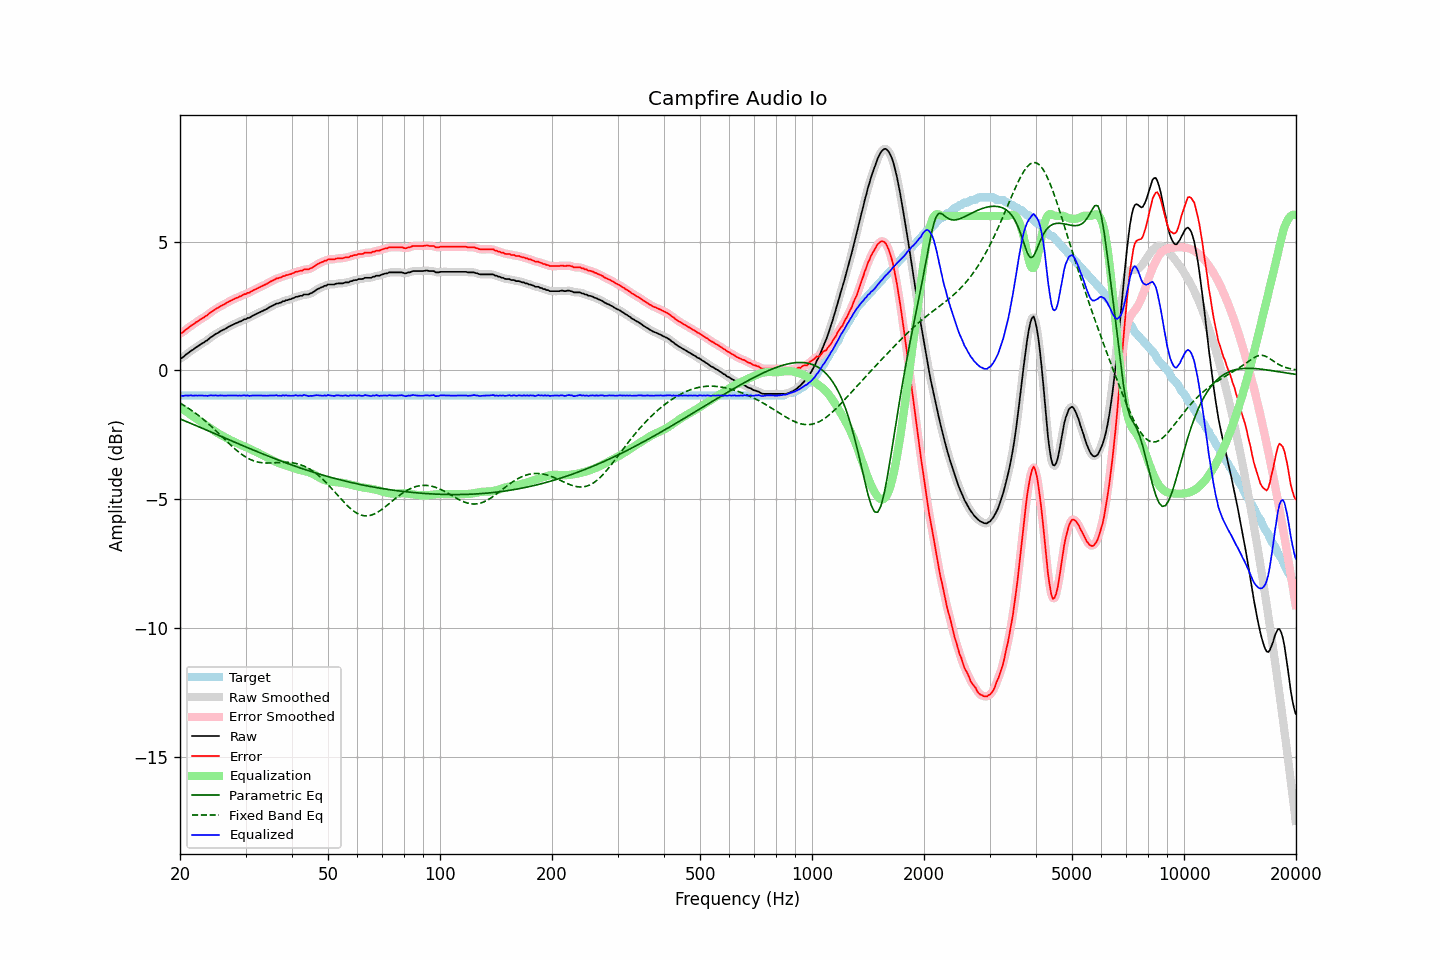 Campfire Audio Io
Amplitude (dBr)
5
0
−5
−10
−15
Target
Raw Smoothed
Error Smoothed
Raw
Error
Equalization
Parametric Eq
Fixed Band Eq
Equalized
20 50 100 200 500 1000 2000 5000 10000 20000
Frequency (Hz)